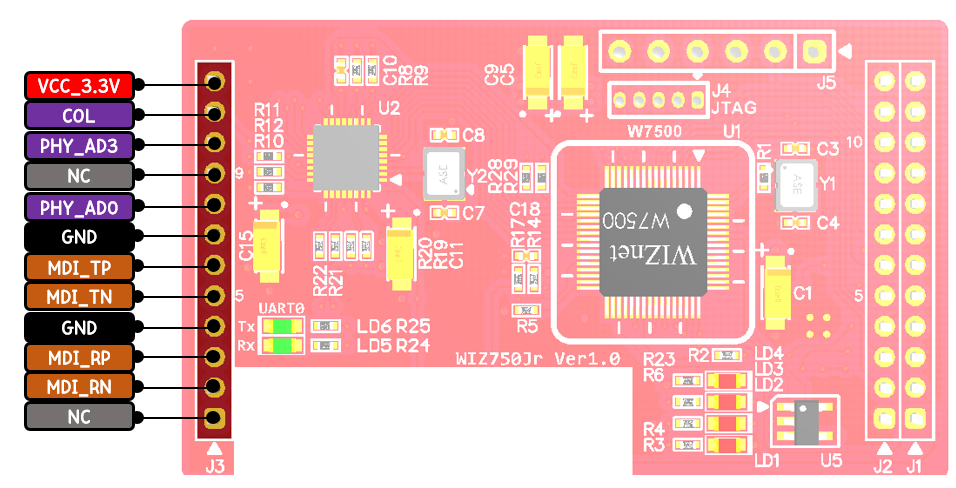 VCC_3.3V
COL
PHY_AD3
NC
PHY_AD0
GND
MDI_TP
MDI_TN
GND
MDI_RP
MDI_RN
NC
9
5
J3
C10
R8
R9
U2
R11
R12
R10
C8
ASE
Y2
C7
C15
R22
R21
R20
R19
C11
UART0
Tx
Rx
LD6 R25
LD5 R24
WIZ750Jr Ver1.0
C9
C5
J5
J4
JTAG
W7500
U1
R28
R29
C18
R17
R14
R5
W7500
WIZnet
R1
C3
ASE
Y1
C4
C1
10
5
R23
R6
R2
LD4
LD3
LD2
R4
R3
LD1
U5
J2
J1